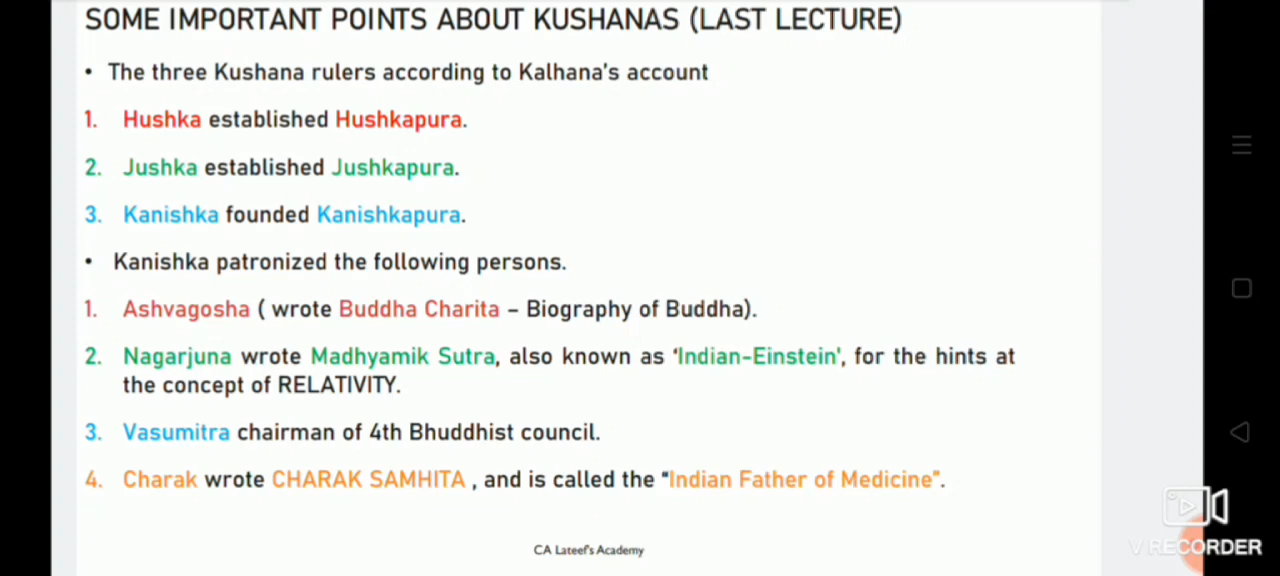 SOME IMPORTANT POINTS ABOUT KUSHANAS (LAST LECTURE)
• The three Kushana rulers according to Kalhana's account
1. Hushka established Hushkapura.
2. Jushka established Jushkapura.
3. Kanishka founded Kanishkapura.
• Kanishka patronized the following persons.
1. Ashvagosha ( wrote Buddha Charita – Biography of Buddha).
2. Nagarjuna wrote Madhyamik Sutra, also known as 'Indian-Einstein', for the hints at
the concept of RELATIVITY.
3. Vasumitra chairman of 4th Bhuddhist council.
4. Charak wrote CHARAK SAMHITA , and is called the "Indian Father of Medicine".
CA Lateef's Academy
V RECORDER